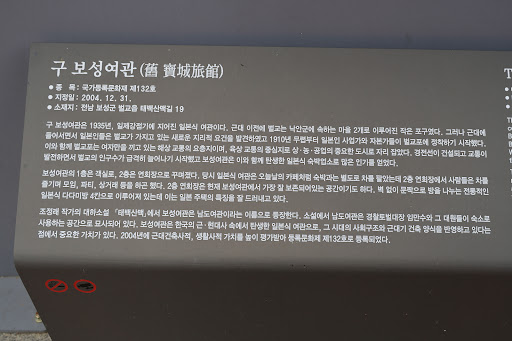 구 보성여관 (舊 寶城旅館)
● 종 목 : 국가등록문화재 제132호
● 지정일 : 2004. 12. 31.
● 소재지 : 전남 보성군 벌교읍 태백산맥길 19
구 보성여관은 1935년, 일제강점기에 지어진 일본식 여관이다. 근대 이전에 벌교는 낙안군에 속하는 마을 2개로 이루어진 작은 포구였다. 그러나 근대에
들어서면서 일본인들은 벌교가 가지고 있는 새로운 지리적 요건을 발견하였고 1910년 무렵부터 일본인 사업가와 자본가들이 벌교포에 정착하기 시작했다.
이와 함께 벌교포는 여자만을 끼고 있는 해상 교통의 요충지이며, 육상 교통의 중심지로 상·농·공업의 중요한 도시로 자리 잡았다. 경전선이 건설되고 교통이
발전하면서 벌교의 인구수가 급격히 늘어나기 시작했고 보성여관은 이와 함께 탄생한 일본식 숙박업소로 많은 인기를 얻었다.
보성여관의 1층은 객실로, 2층은 연회장으로 꾸며졌다. 당시 일본식 여관은 오늘날의 카페처럼 숙박과는 별도로 차를 팔았는데 2층 연회장에서 사람들은 차를
즐기며 모임, 파티, 상거래 등을 하곤 했다. 2층 연회장은 현재 보성여관에서 가장 잘 보존되어있는 공간이기도 하다. 벽 없이 문짝으로 방을 나누는 전통적인
일본식 다다미방 4칸으로 이루어져 있는데 이는 일본 주택의 특징을 잘 드러내고 있다.
조정래 작가의 대하소설 「태백산맥」에서 보성여관은 남도여관이라는 이름으로 등장한다. 소설에서 남도여관은 경찰토벌대장 임만수와 그 대원들이 숙소로
사용하는 공간으로 묘사되어 있다. 보성여관은 한국의 근·현대사 속에서 탄생한 일본식 여관으로, 그 시대의 사회구조와 근대기 건축 양식을 반영하고 있다는
점에서 중요한 가치가 있다. 2004년에 근대건축사적, 생활사적 가치를 높이 평가받아 등록문화재 제132호로 등록되었다.